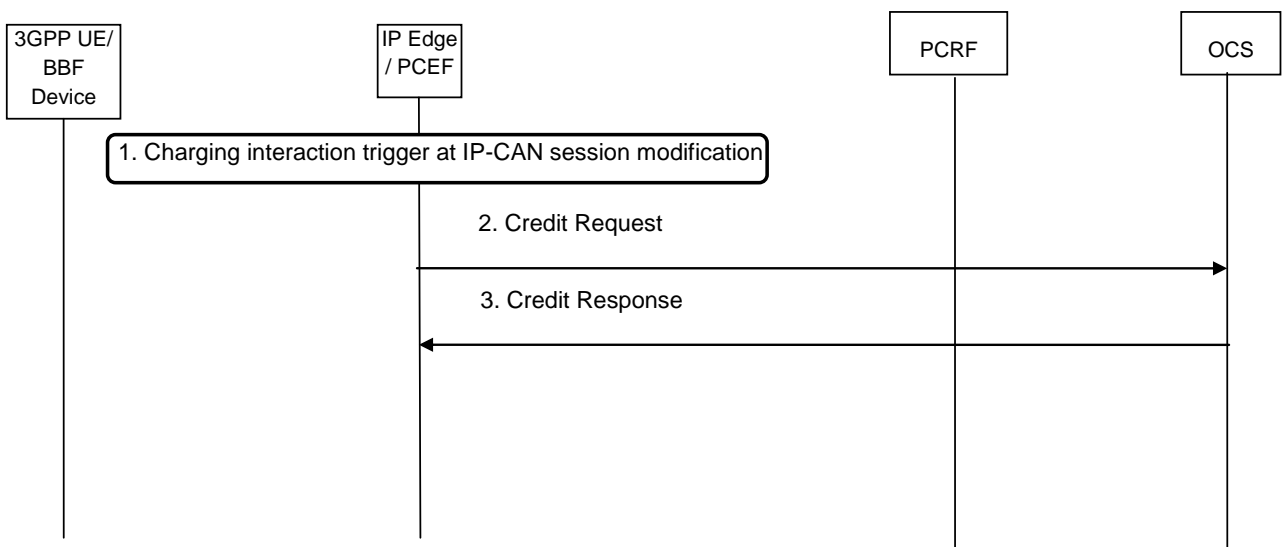 3GPP UE/
BBF
Device
IP Edge
/ PCEF
PCRF
OCS
1. Charging interaction trigger at IP-CAN session modification
2. Credit Request
3. Credit Response